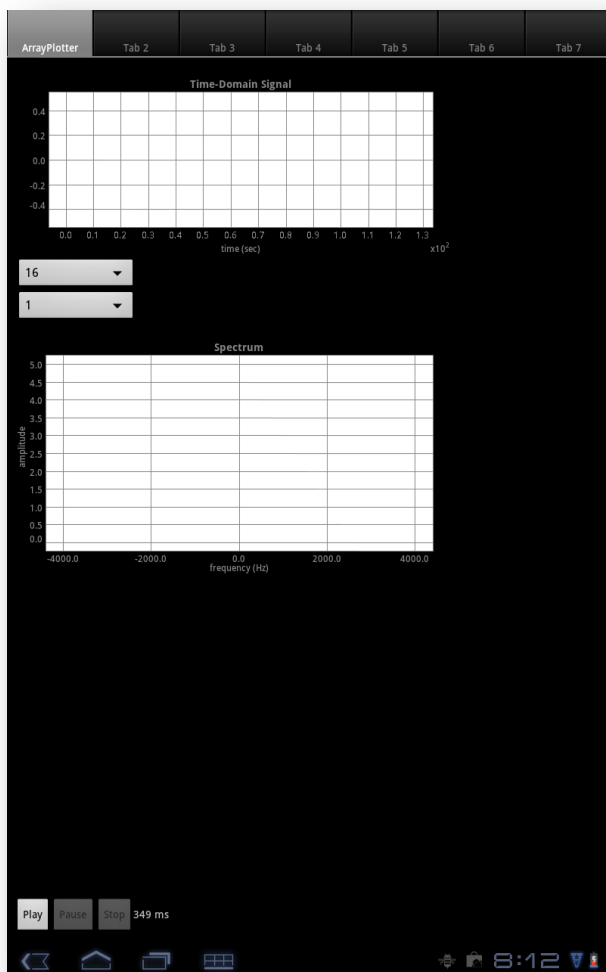 ArrayPlotter Tab 2 Tab 3 Tab 4 Tab 5 Tab 6 Tab 7
Time-Domain Signal
0.4
0.2
0.0
-0.2
-0.4
0.0 0.1 0.2 0.3 0.4 0.5 0.6 0.7 0.8 0.9 1.0 1.1 1.2 1.3
time (sec) x10²
16
1
Spectrum
5.0
4.5
4.0
3.5
3.0
2.5
2.0
1.5
1.0
0.5
0.0
amplitude
-4000.0 -2000.0 0.0 2000.0 4000.0
frequency (Hz)
Play Pause Stop 349 ms
8:12